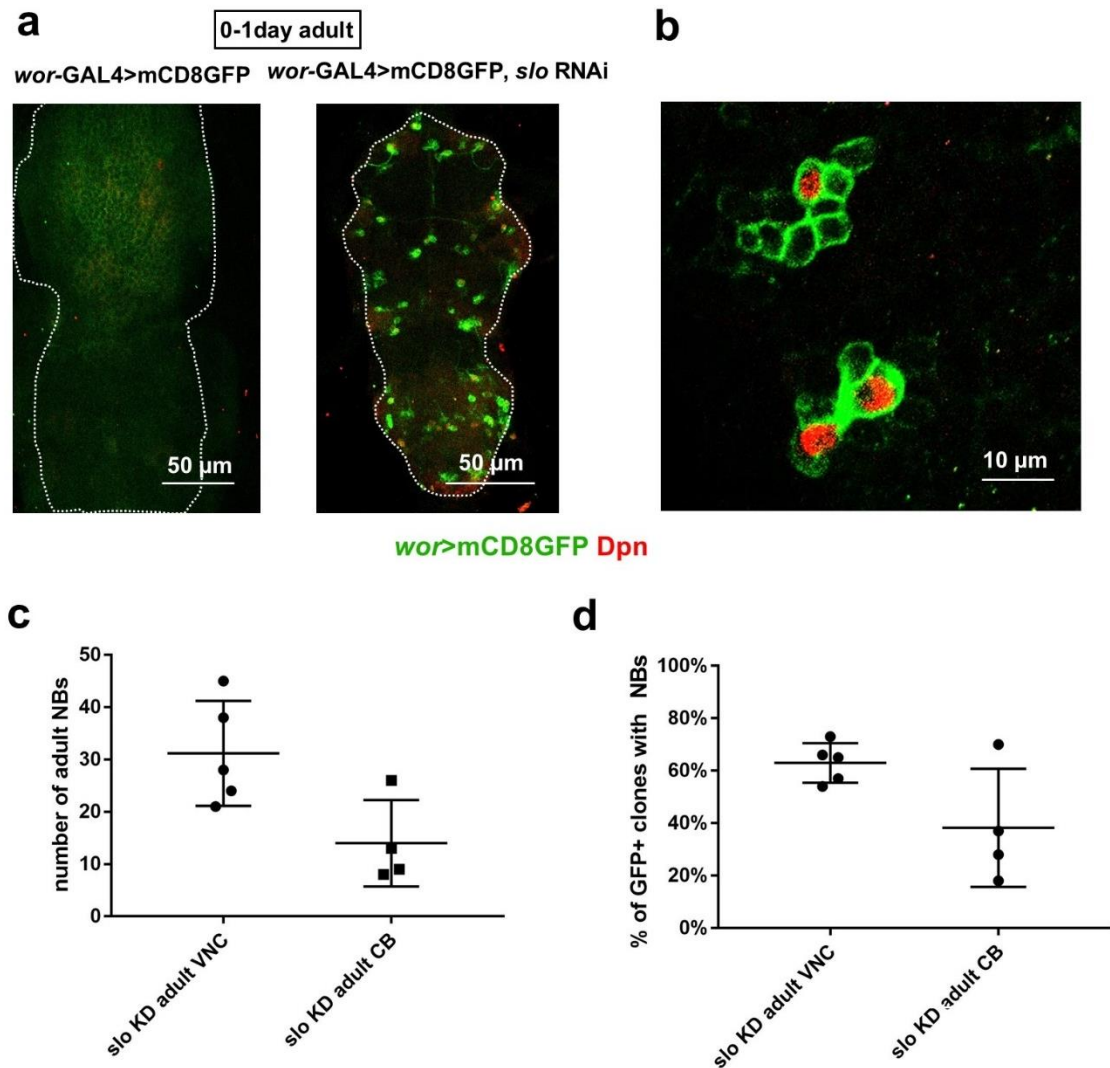 a
0-1day adult
b
wor-GAL4>mCD8GFP
wor-GAL4>mCD8GFP, slo RNAi
50 µm
50 µm
10 µm
wor>mCD8GFP Dpn
c
number of adult NBs
50
40
30
20
10
0
slo KD adult VNC
slo KD adult CB
d
% of GFP+ clones with NBs
100%
80%
60%
40%
20%
0%
slo KD adult VNC
slo KD adult CB